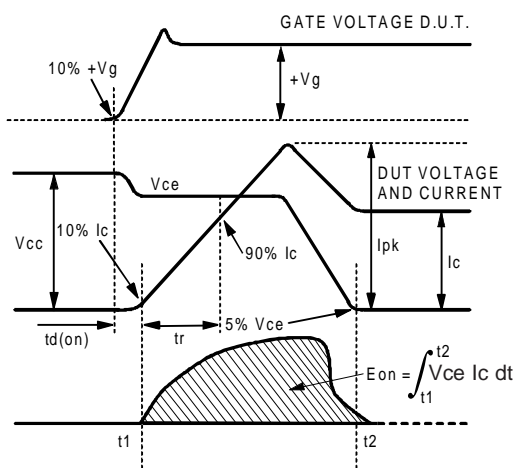 GATE VOLTAGE D.U.T.
10% +Vg
+Vg
Vce
DUT VOLTAGE
AND CURRENT
Vcc
10% Ic
90% Ic
Ipk
Ic
td(on)
tr
5% Vce
Eon = ∫ Vce Ic dt
t2
t1
t1
t2